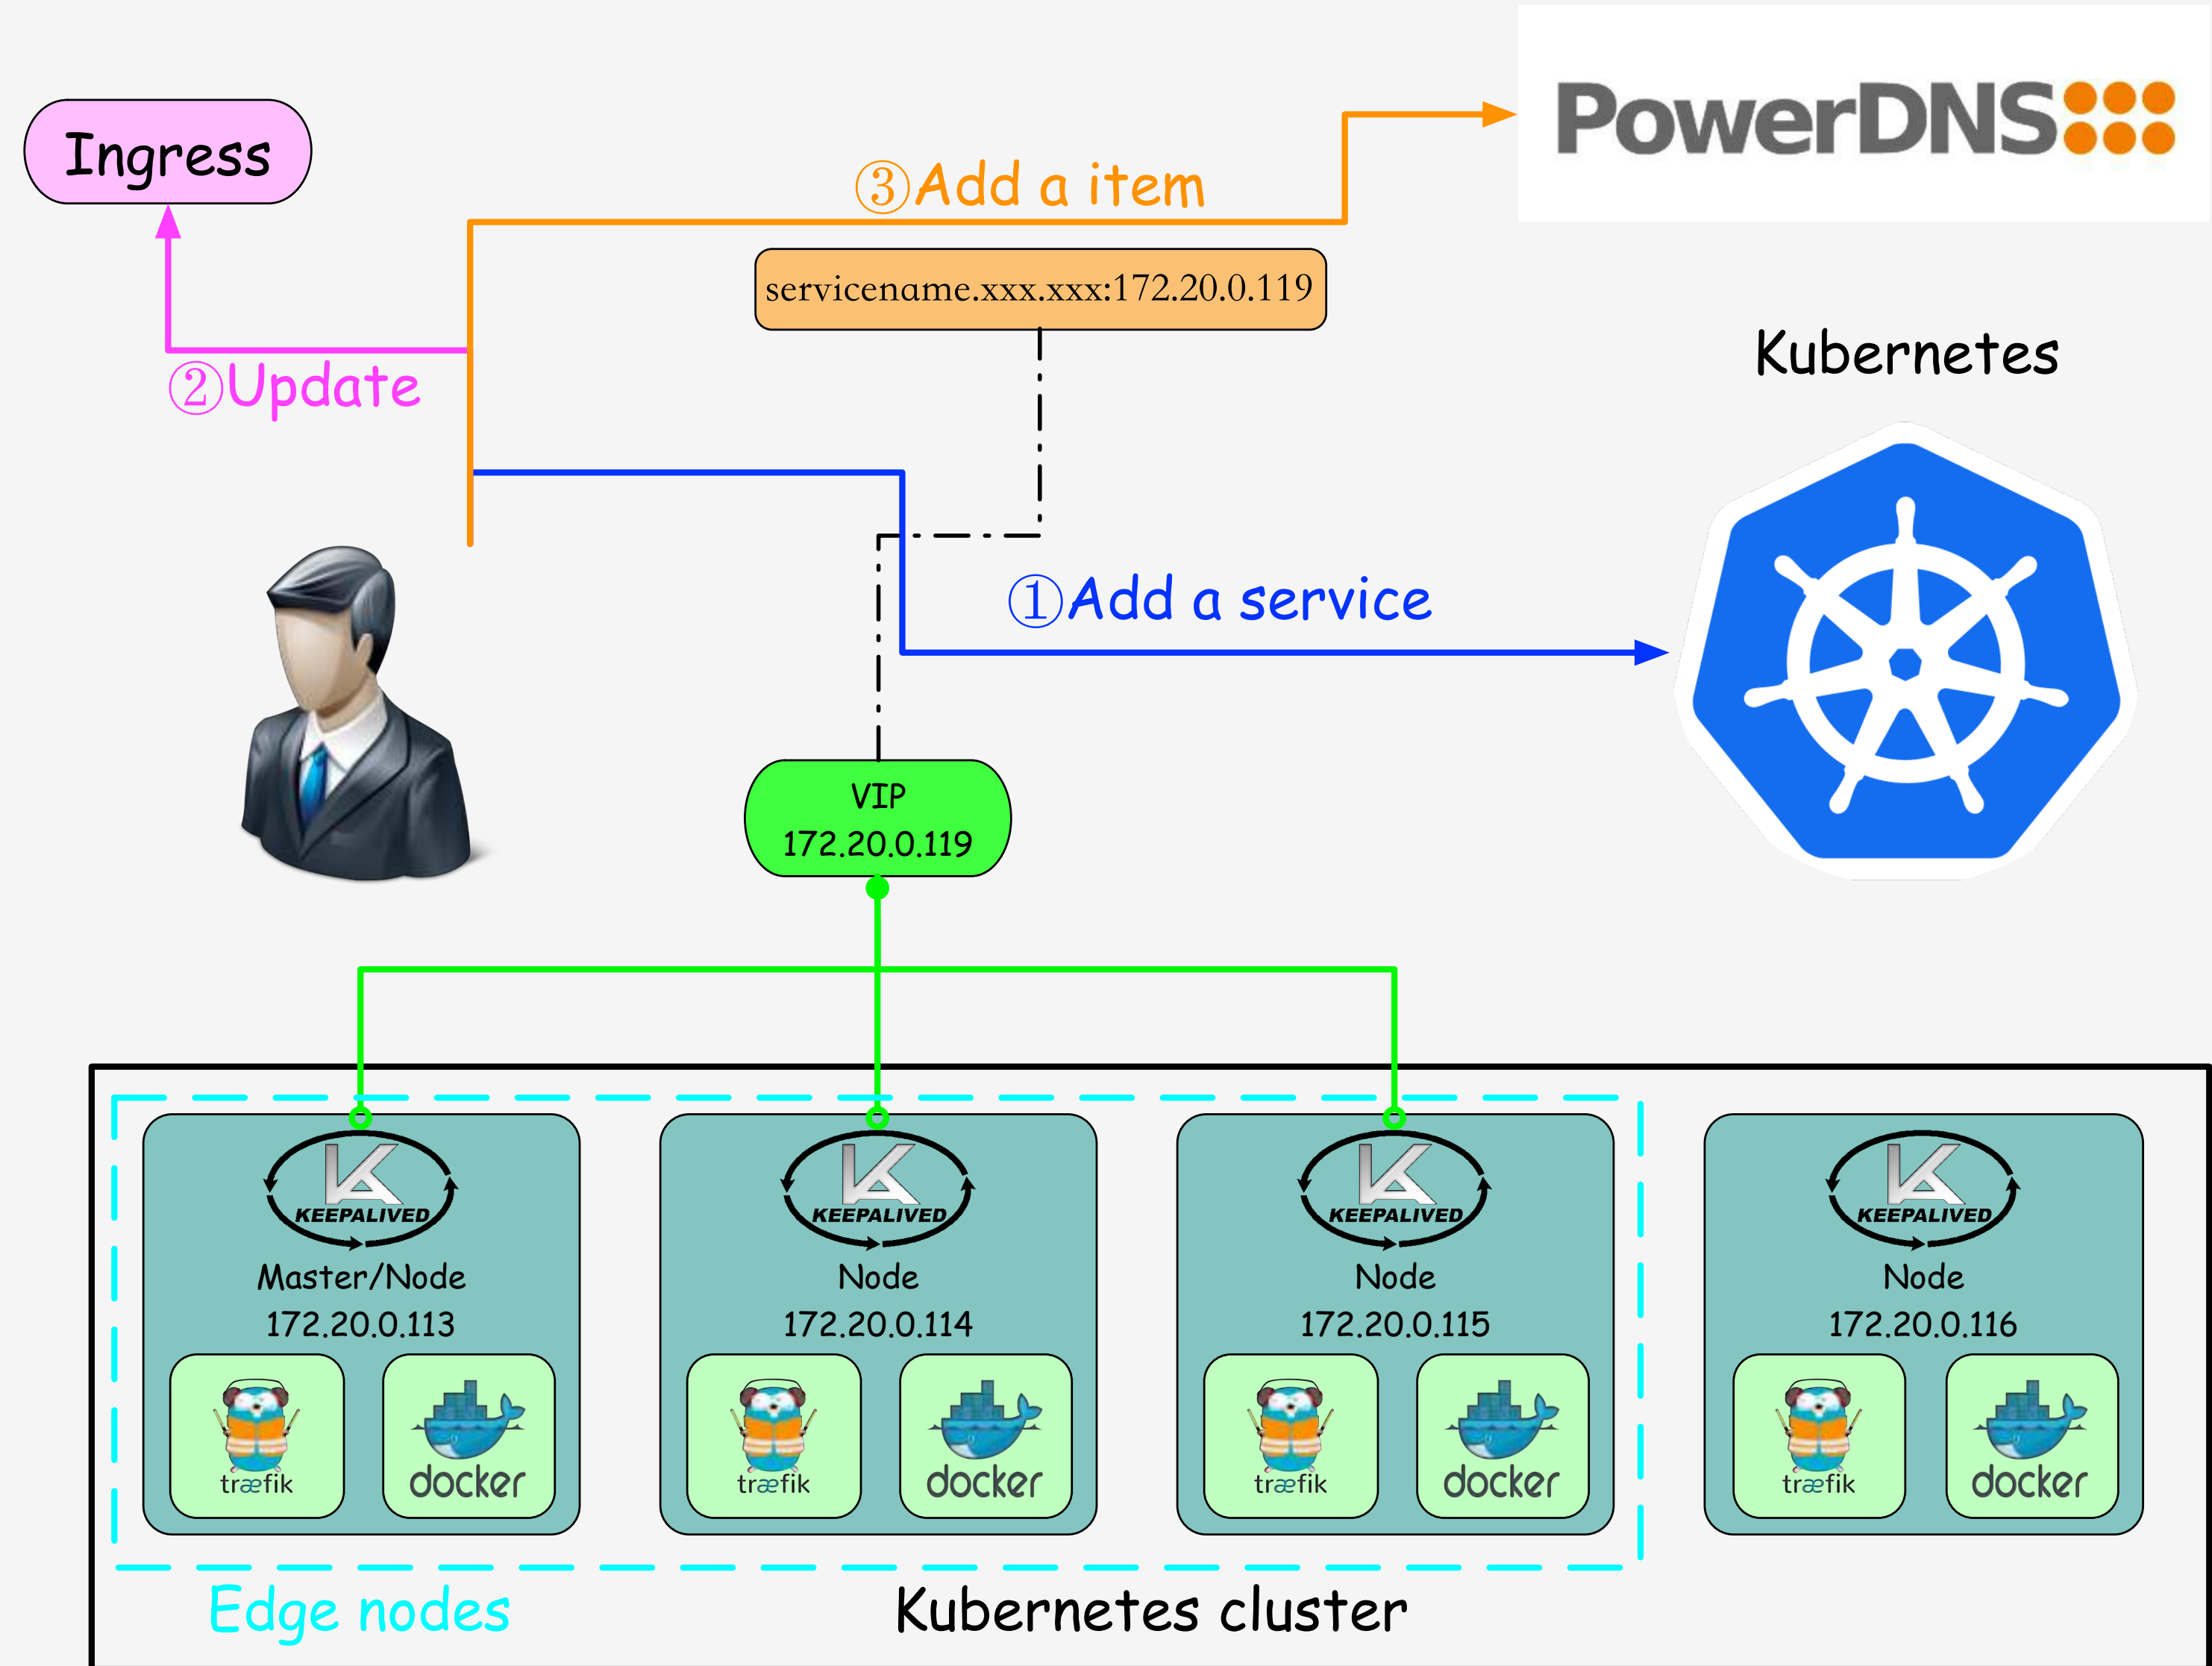 PowerDNS
Ingress
③Add a item
servicename.xxx.xxx:172.20.0.119
Kubernetes
②Update
①Add a service
VIP
172.20.0.119
KEEPALIVED
Master/Node
172.20.0.113
træfik
docker
KEEPALIVED
Node
172.20.0.114
træfik
docker
KEEPALIVED
Node
172.20.0.115
træfik
docker
KEEPALIVED
Node
172.20.0.116
træfik
docker
Edge nodes
Kubernetes cluster